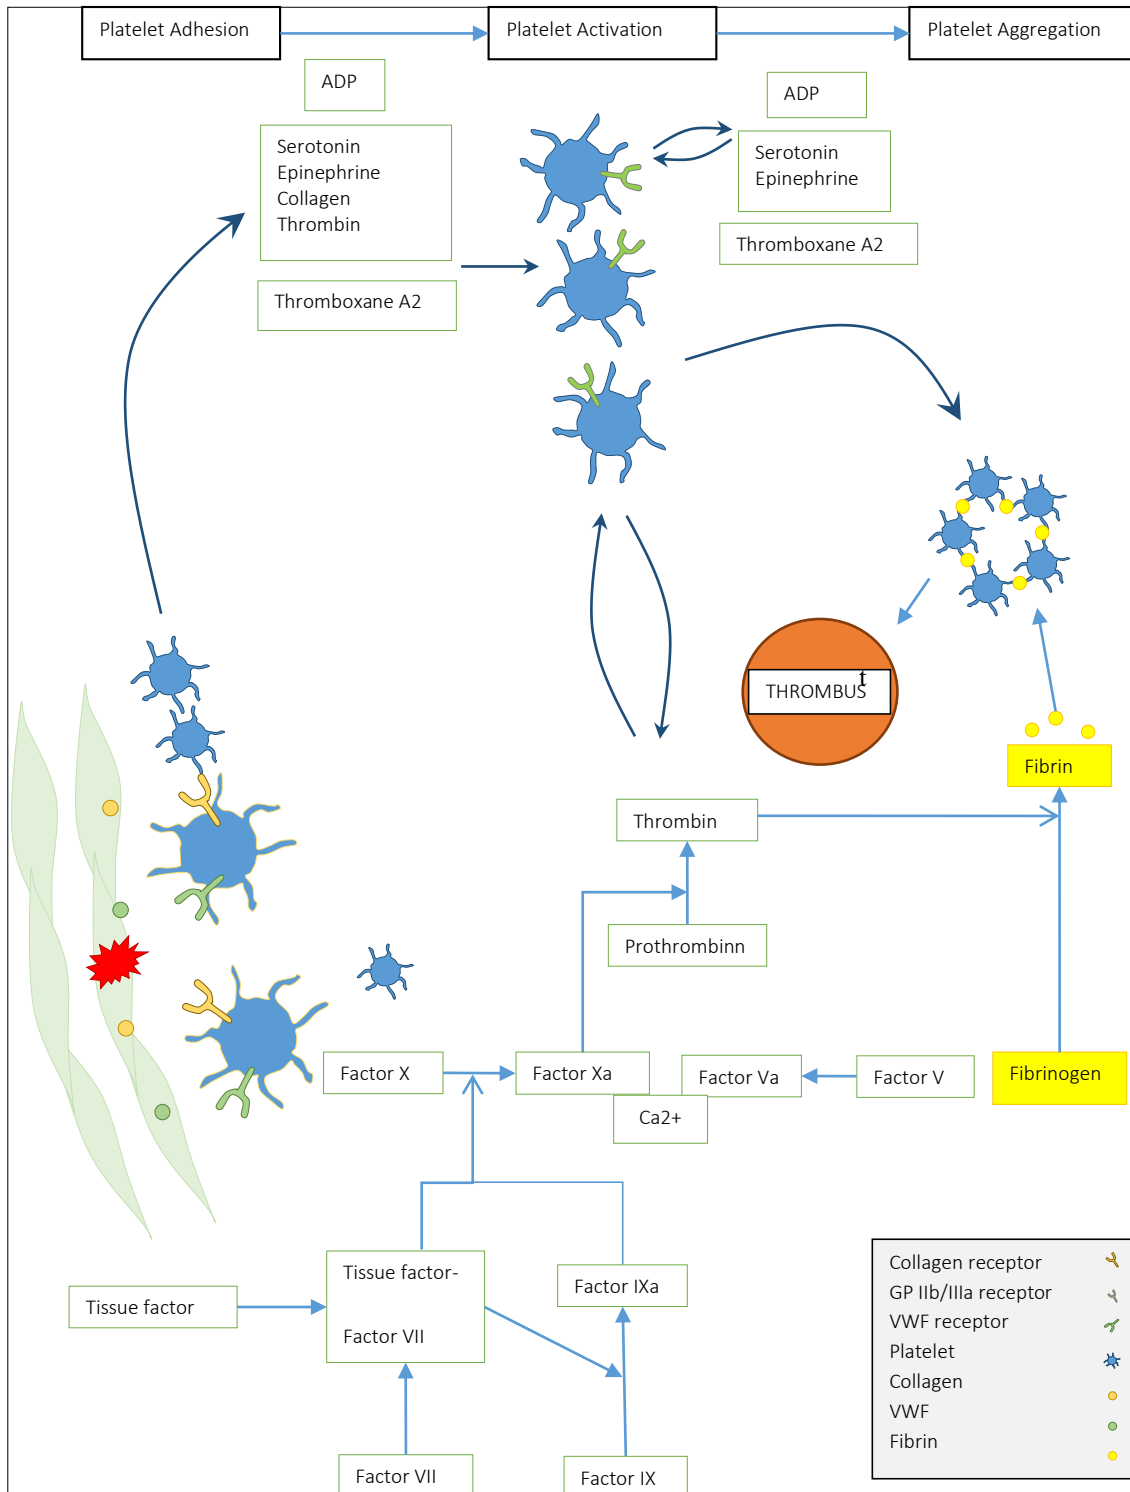 Platelet Adhesion
Platelet Activation
Platelet Aggregation
ADP
Serotonin
Epinephrine
Collagen
Thrombin
Thromboxane A2
ADP
Serotonin
Epinephrine
Thromboxane A2
t
THROMBUS
Fibrin
Thrombin
Prothrombinn
Factor X
Factor Xa
Factor Va
Factor V
Fibrinogen
Ca2+
Tissue factor
Tissue factor-
Factor VII
Factor IXa
Factor VII
Factor IX
Collagen receptor
GP IIb/IIIa receptor
VWF receptor
Platelet
Collagen
VWF
Fibrin